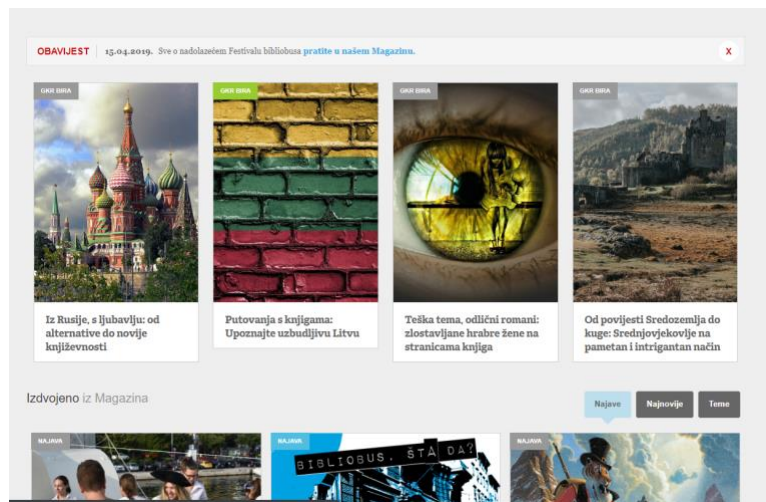 OBAVIJEST 15.04.2019. Sve o nadolazećem Festivalu bibliobusa pratite u našem Magazinu. X
GKR BIRA
GKR BIRA
GKR BIRA
GKR BIRA
Iz Rusije, s ljubavlju: od
alternative do novije
književnosti
Putovanja s knjigama:
Upoznajte uzbudljivu Litvu
Teška tema, odlični romani:
zlostavljane hrabre žene na
stranicama knjiga
Od povijesti Sredozemlja do
kuge: Srednjovjekovlje na
pametan i intrigantan način
Izdvojeno iz Magazina
Najave Najnovije Teme
NAJAVA
NAJAVA
NAJAVA
BIBLIOBUS. ŠTA DA?